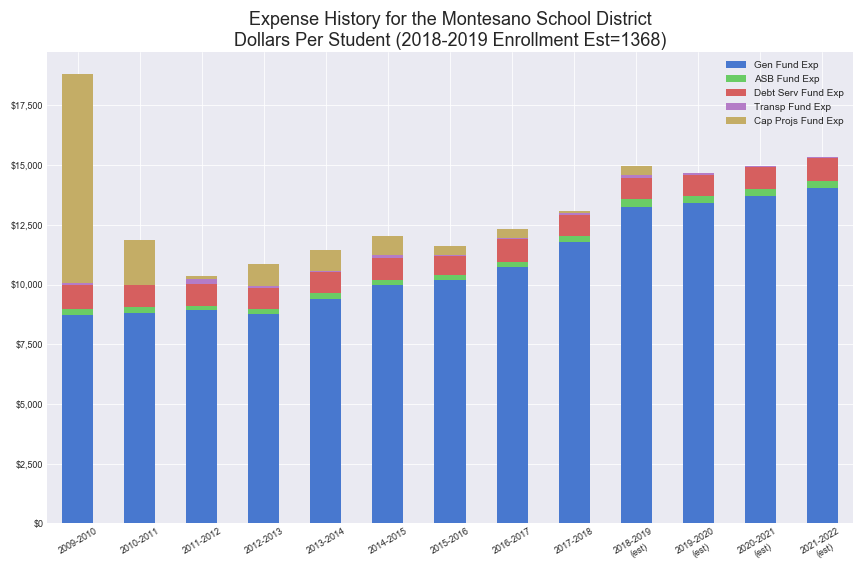 Expense History for the Montesano School District
Dollars Per Student (2018-2019 Enrollment Est=1368)
Gen Fund Exp
ASB Fund Exp
Debt Serv Fund Exp
Transp Fund Exp
Cap Projs Fund Exp
$17,500
$15,000
$12,500
$10,000
$7,500
$5,000
$2,500
$0
2009-2010
2010-2011
2011-2012
2012-2013
2013-2014
2014-2015
2015-2016
2016-2017
2017-2018
2018-2019
(est)
2019-2020
(est)
2020-2021
(est)
2021-2022
(est)